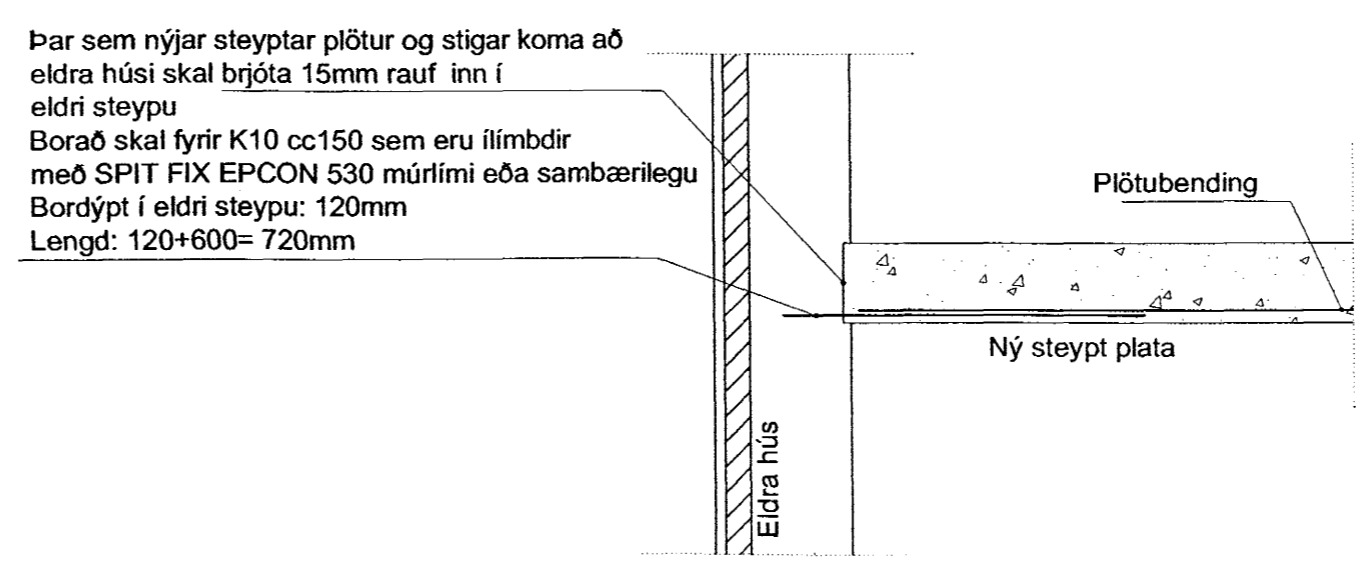 Þar sem nýjar steyptar plötur og stigar koma að
eldra húsi skal brjóta 15mm rauf inn í
eldri steypu
Borað skal fyrir K10 cc150 sem eru ílímbdir
með SPIT FIX EPCON 530 múrlími eða sambærilegu
Bordýpt í eldri steypu: 120mm
Lengd: 120+600= 720mm
Plötubending
Ný steypt plata
Eldra hús